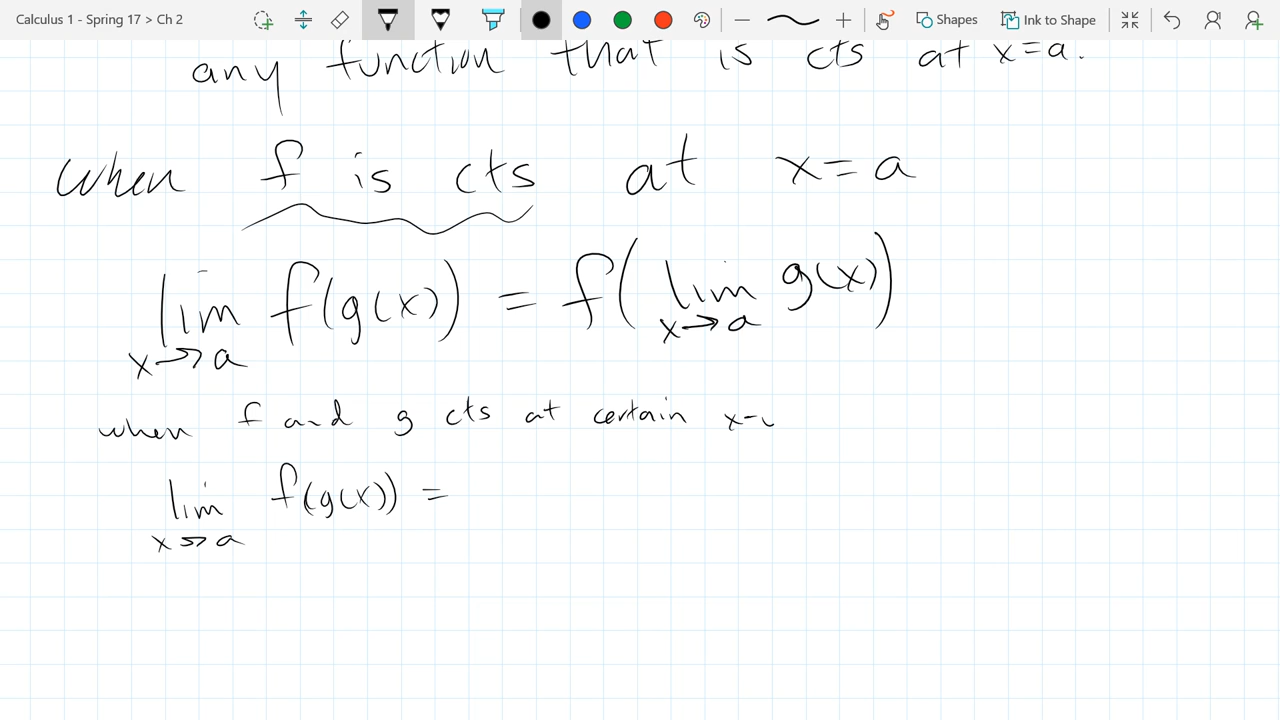 Calculus 1 - Spring 17 > Ch 2 Shapes Ink to Shape
any function that is cts at x=a.
when f is cts at x=a
lim x→a f(g(x)) = f(lim x→a g(x))
when f and g cts at certain
lim x→a f(g(x)) =